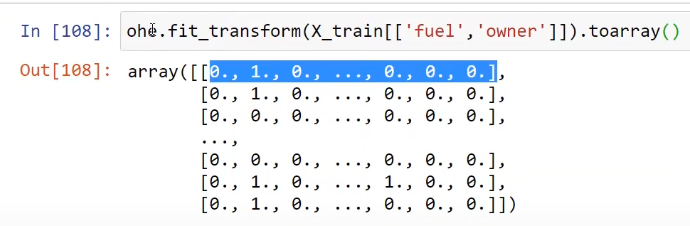 In [108]: ohe.fit_transform(X_train[['fuel','owner']]).toarray()
Out[108]: array([[0., 1., 0., ..., 0., 0., 0.],
[0., 1., 0., ..., 0., 0., 0.],
[0., 0., 0., ..., 0., 0., 0.],
...,
[0., 0., 0., ..., 0., 0., 0.],
[0., 1., 0., ..., 1., 0., 0.],
[0., 1., 0., ..., 0., 0., 0.]])